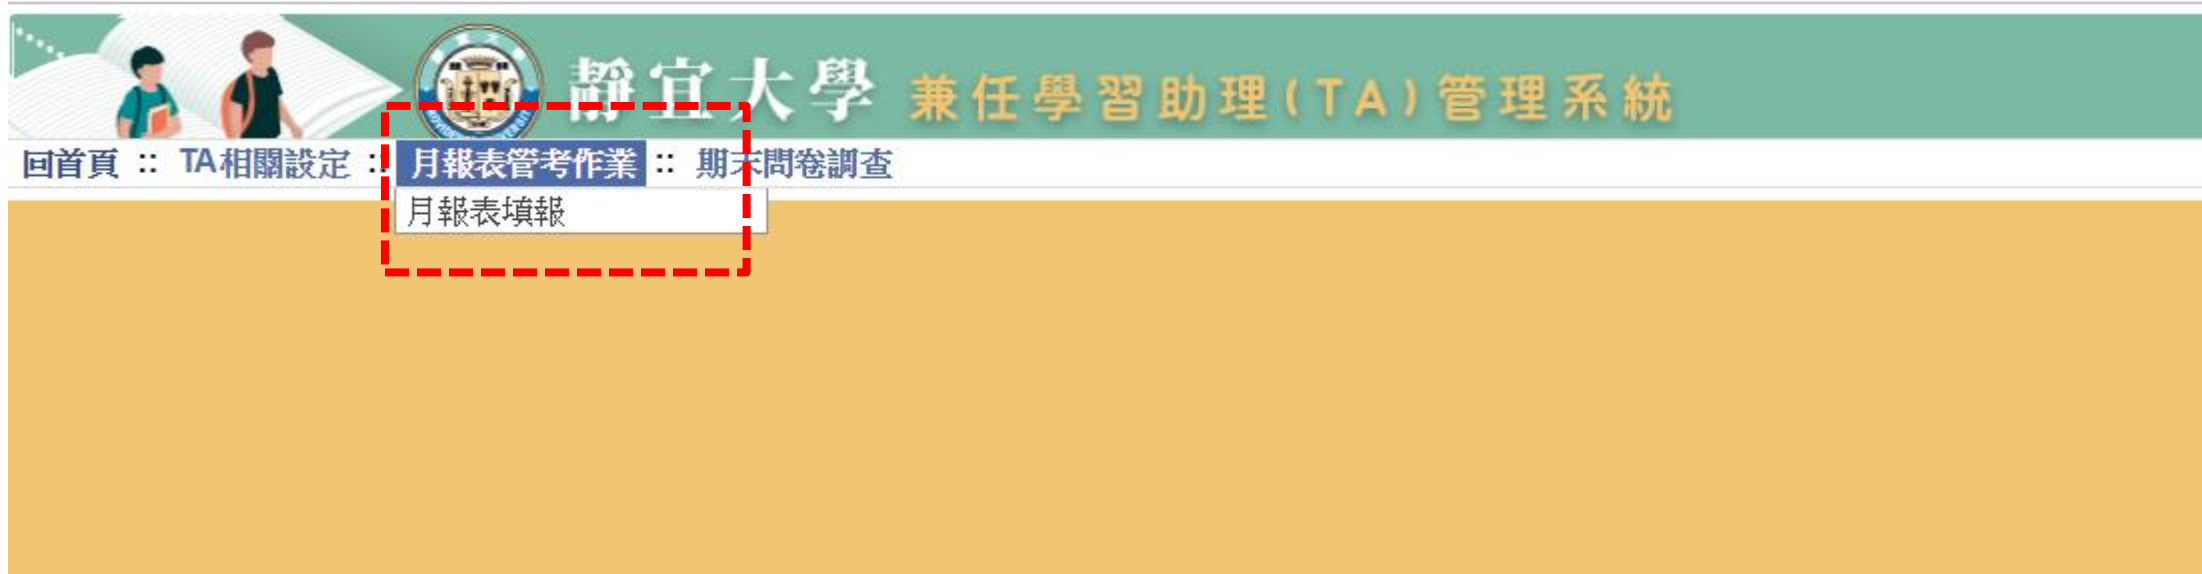 靜宜大學 兼任學習助理(TA)管理系統
回首頁 :: TA相關設定 :: 月報表管考作業 :: 期末問卷調查
月報表填報